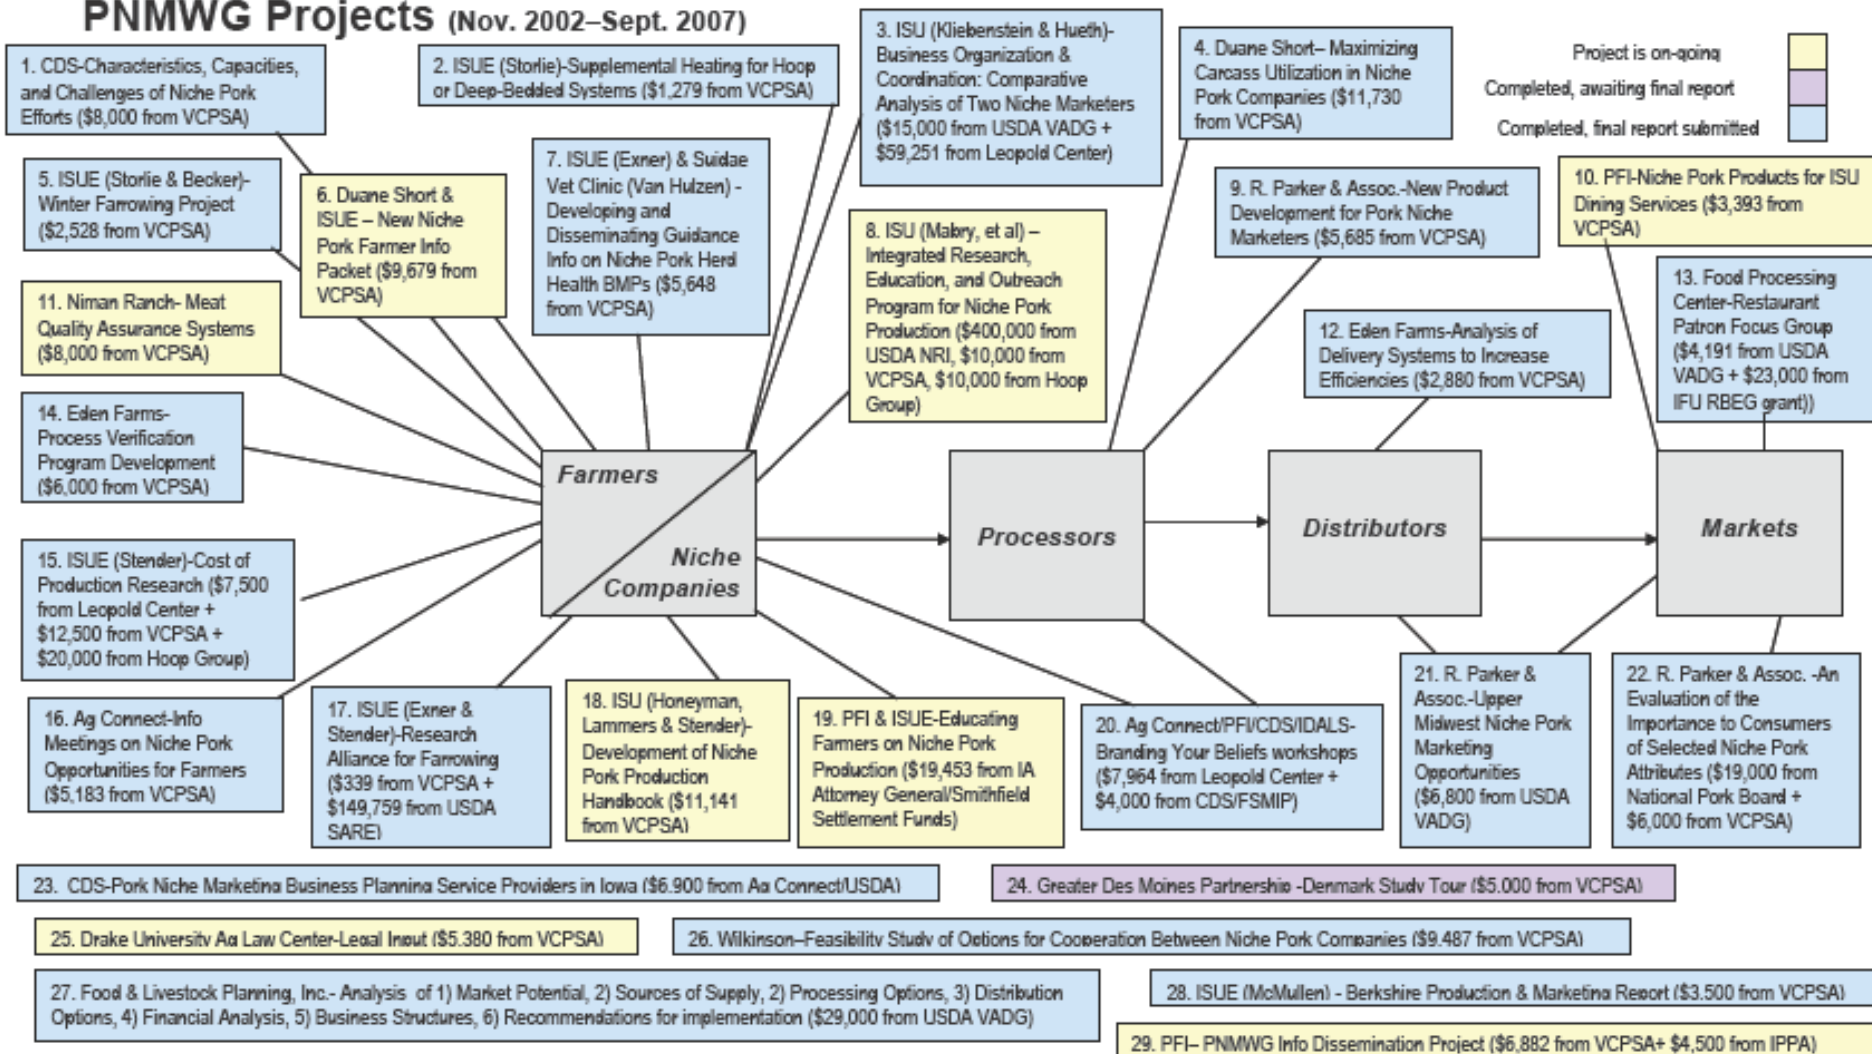 PNMWG Projects (Nov. 2002–Sept. 2007)
1. CDS-Characteristics, Capacities,
and Challenges of Niche Pork
Efforts ($8,000 from VCPSA)
2. ISUE (Storlie)-Supplemental Heating for Hoop
or Deep-Bedded Systems ($1,279 from VCPSA)
3. ISU (Kliebenstein & Hueth)-
Business Organization &
Coordination: Comparative
Analysis of Two Niche Marketers
($15,000 from USDA VADG +
$59,251 from Leopold Center)
4. Duane Short– Maximizing
Carcass Utilization in Niche
Pork Companies ($11,730
from VCPSA)
Project is on-going
Completed, awaiting final report
Completed, final report submitted
5. ISUE (Storlie & Becker)-
Winter Farrowing Project
($2,528 from VCPSA)
6. Duane Short &
ISUE – New Niche
Pork Farmer Info
Packet ($9,679 from
VCPSA)
7. ISUE (Exner) & Suidae
Vet Clinic (Van Hulzen) -
Developing and
Disseminating Guidance
Info on Niche Pork Herd
Health BMPs ($5,648
from VCPSA)
8. ISU (Mabry, et al) –
Integrated Research,
Education, and Outreach
Program for Niche Pork
Production ($400,000 from
USDA NRI, $10,000 from
VCPSA, $10,000 from Hoop
Group)
9. R. Parker & Assoc.-New Product
Development for Pork Niche
Marketers ($5,685 from VCPSA)
10. PFI-Niche Pork Products for ISU
Dining Services ($3,393 from
VCPSA)
11. Niman Ranch- Meat
Quality Assurance Systems
($8,000 from VCPSA)
12. Eden Farms-Analysis of
Delivery Systems to Increase
Efficiencies ($2,880 from VCPSA)
13. Food Processing
Center-Restaurant
Patron Focus Group
($4,191 from USDA
VADG + $23,000 from
IFU RBEG grant))
14. Eden Farms-
Process Verification
Program Development
($6,000 from VCPSA)
Farmers
Niche
Companies
Processors
Distributors
Markets
15. ISUE (Stender)-Cost of
Production Research ($7,500
from Leopold Center +
$12,500 from VCPSA +
$20,000 from Hoop Group)
16. Ag Connect-Info
Meetings on Niche Pork
Opportunities for Farmers
($5,183 from VCPSA)
17. ISUE (Exner &
Stender)-Research
Alliance for Farrowing
($339 from VCPSA +
$149,759 from USDA
SARE)
18. ISU (Honeyman,
Lammers & Stender)-
Development of Niche
Pork Production
Handbook ($11,141
from VCPSA)
19. PFI & ISUE-Educating
Farmers on Niche Pork
Production ($19,453 from IA
Attorney General/Smithfield
Settlement Funds)
20. Ag Connect/PFI/CDS/IDALS-
Branding Your Beliefs workshops
($7,964 from Leopold Center +
$4,000 from CDS/FSMIP)
21. R. Parker &
Assoc.-Upper
Midwest Niche Pork
Marketing
Opportunities
($6,800 from USDA
VADG)
22. R. Parker & Assoc. -An
Evaluation of the
Importance to Consumers
of Selected Niche Pork
Attributes ($19,000 from
National Pork Board +
$6,000 from VCPSA)
23. CDS-Pork Niche Marketing Business Planning Service Providers in Iowa ($6,900 from Ag Connect/USDA)
24. Greater Des Moines Partnership -Denmark Study Tour ($5,000 from VCPSA)
25. Drake University Ag Law Center-Legal Input ($5,380 from VCPSA)
26. Wilkinson–Feasibility Study of Options for Cooperation Between Niche Pork Companies ($9,487 from VCPSA)
27. Food & Livestock Planning, Inc.- Analysis of 1) Market Potential, 2) Sources of Supply, 2) Processing Options, 3) Distribution
Options, 4) Financial Analysis, 5) Business Structures, 6) Recommendations for implementation ($29,000 from USDA VADG)
28. ISUE (McMullen) - Berkshire Production & Marketing Report ($3,500 from VCPSA)
29. PFI– PNMWG Info Dissemination Project ($6,882 from VCPSA+ $4,500 from IPPA)